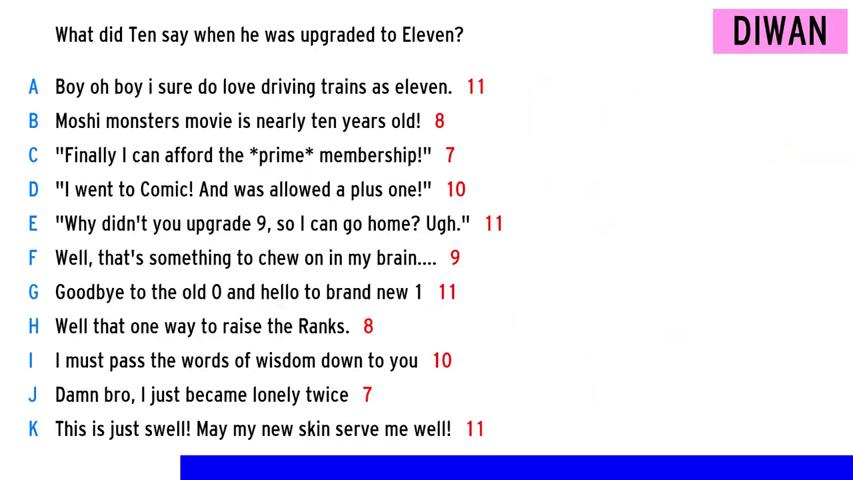 What did Ten say when he was upgraded to Eleven?
DIWAN
A Boy oh boy i sure do love driving trains as eleven. 11
B Moshi monsters movie is nearly ten years old! 8
C "Finally I can afford the *prime* membership!" 7
D "I went to Comic! And was allowed a plus one!" 10
E "Why didn't you upgrade 9, so I can go home? Ugh." 11
F Well, that's something to chew on in my brain.... 9
G Goodbye to the old 0 and hello to brand new 1 11
H Well that one way to raise the Ranks. 8
I I must pass the words of wisdom down to you 10
J Damn bro, I just became lonely twice 7
K This is just swell! May my new skin serve me well! 11